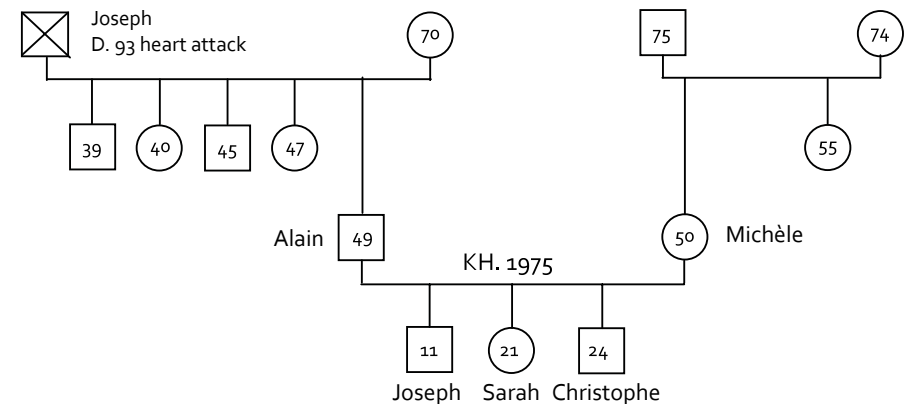 Joseph
D. 93 heart attack
70
75
74
39
40
45
47
55
Alain
49
50
Michèle
KH. 1975
11
21
24
Joseph
Sarah
Christophe